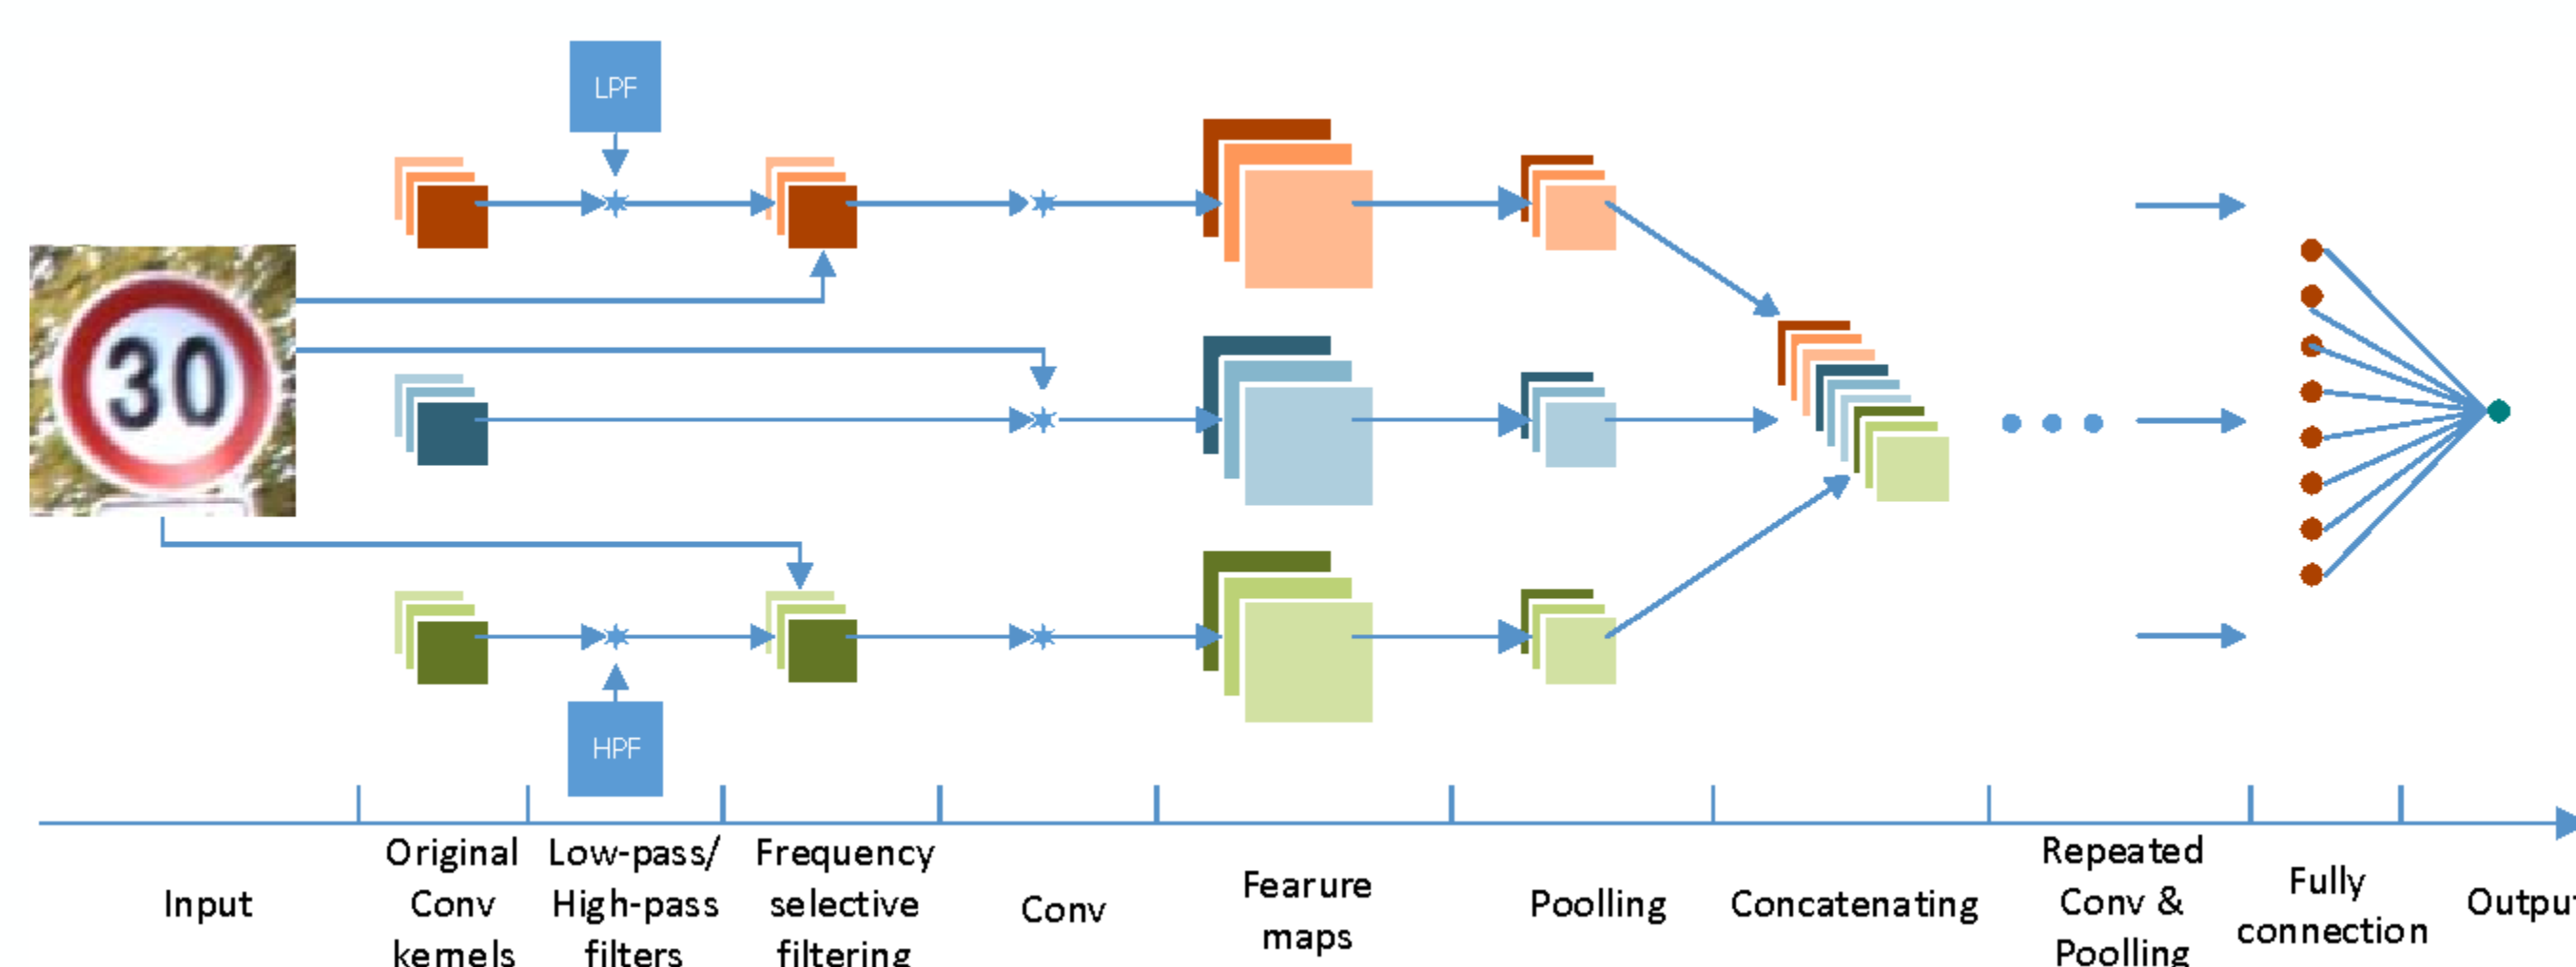 LPF
30
HPF
Input
Original
Conv
kernels
Low-pass/
High-pass
filters
Frequency
selective
filtering
Conv
Fearure
maps
Poolling
Concatenating
Repeated
Conv &
Poolling
Fully
connection
Output